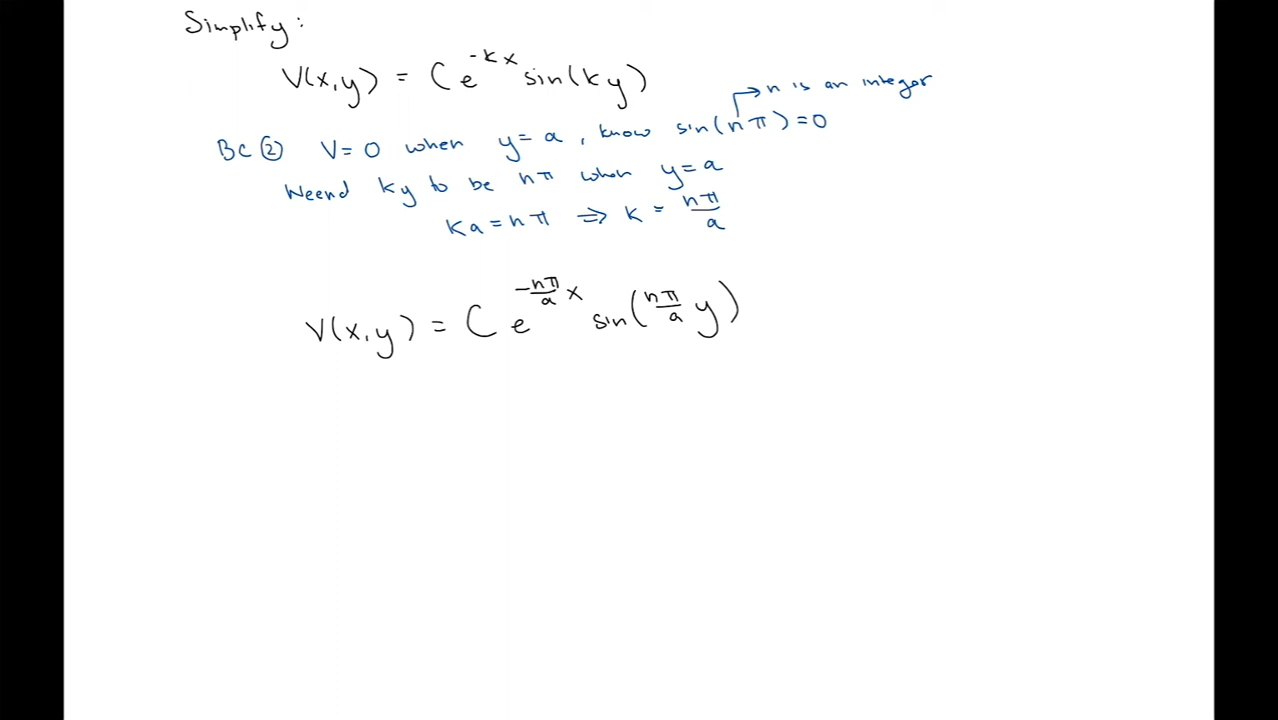 Simplify:
V(x,y) = C e^{-kx} sin(ky)
→ n is an integer
BC ② V=0 when y=a, know sin(nπ)=0
Weend ky to be nπ when y=a
ka=nπ ⇒ k = nπ/a
V(x,y) = C e^{-nπ/a x} sin(nπ/a y)